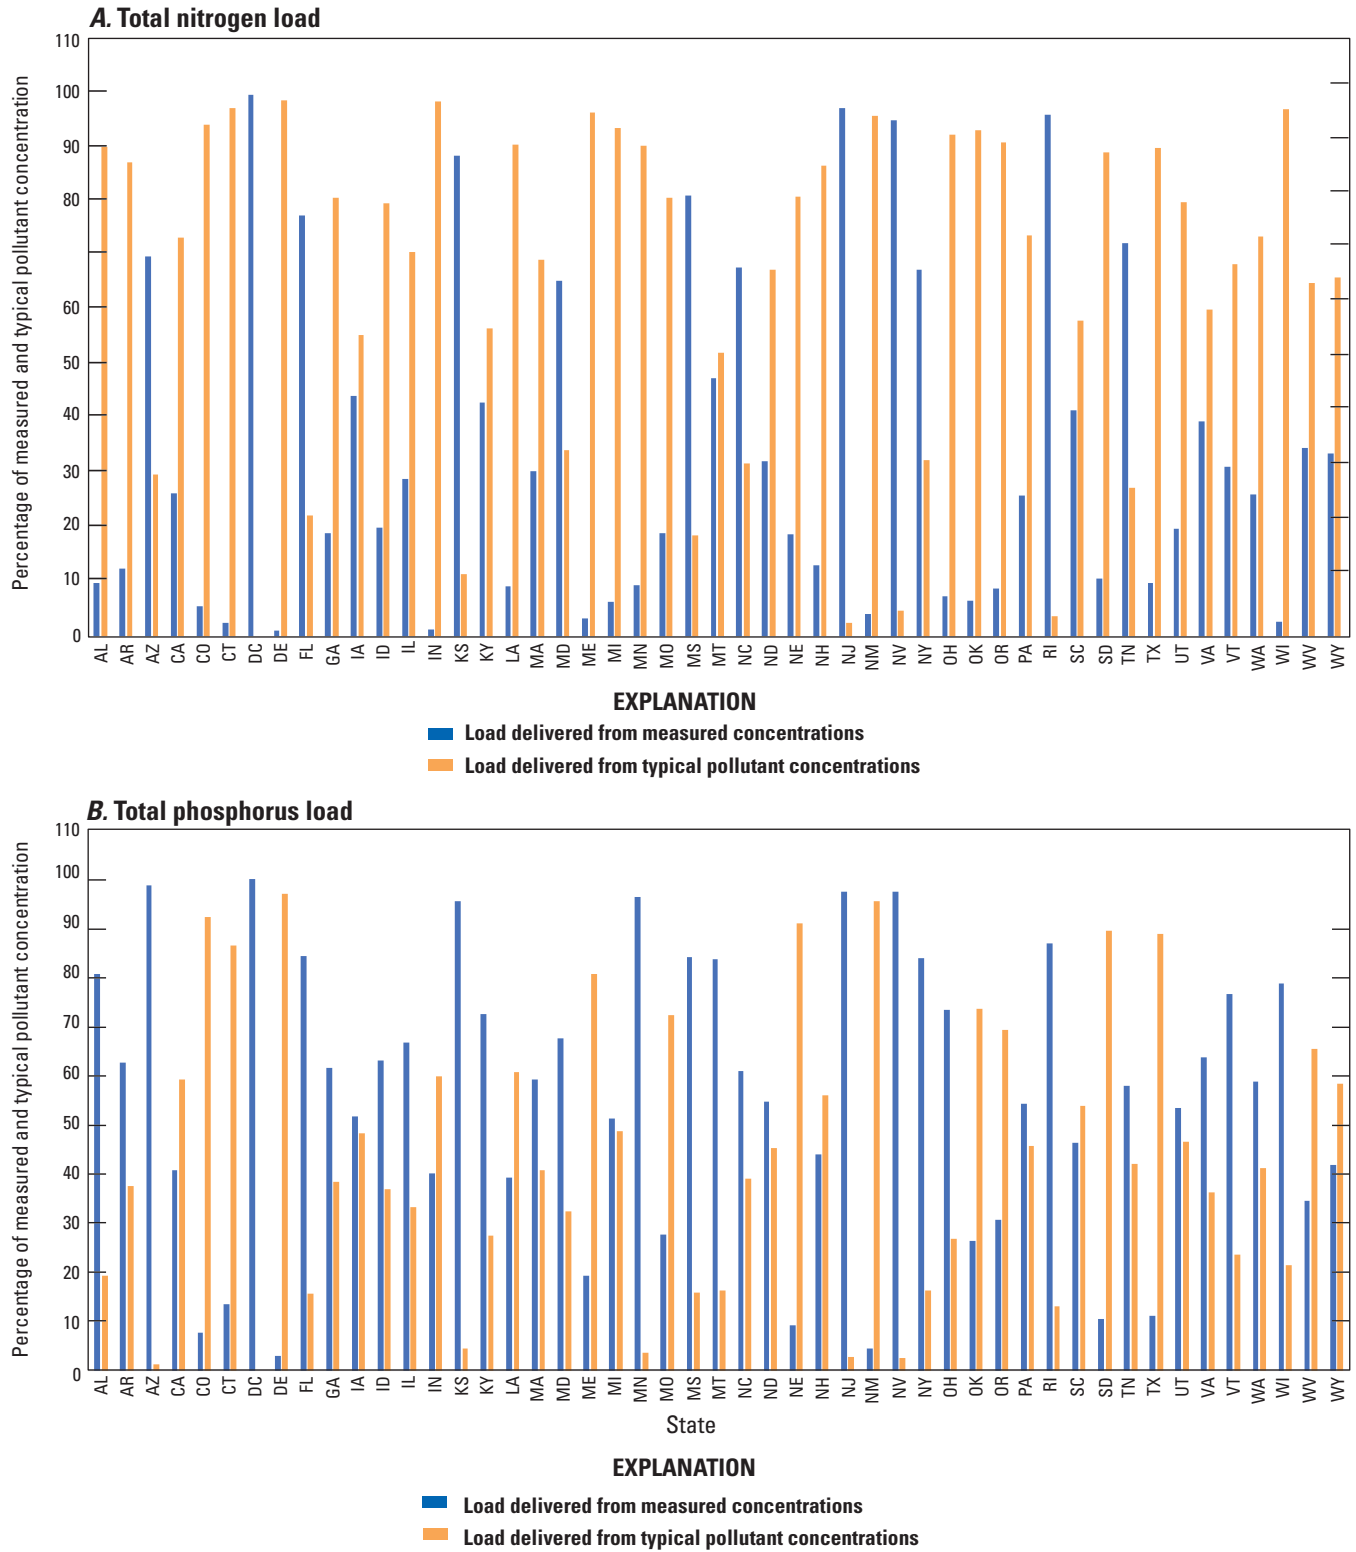 A. Total nitrogen load
Percentage of measured and typical pollutant concentration
110
100
90
80
60
50
40
30
20
10
0
AL AR AZ CA CO CT DC DE FL GA IA ID IL IN KS KY LA MA MD ME MI MN MO MS MT NC ND NE NH NJ NM NV NY OH OK OR PA RI SC SD TN TX UT VA VT WA WI WV WY
EXPLANATION
Load delivered from measured concentrations
Load delivered from typical pollutant concentrations
B. Total phosphorus load
Percentage of measured and typical pollutant concentration
110
100
90
80
70
60
50
40
30
20
10
0
AL AR AZ CA CO CT DC DE FL GA IA ID IL IN KS KY LA MA MD ME MI MN MO MS MT NC ND NE NH NJ NM NV NY OH OK OR PA RI SC SD TN TX UT VA VT WA WI WV WY
State
EXPLANATION
Load delivered from measured concentrations
Load delivered from typical pollutant concentrations